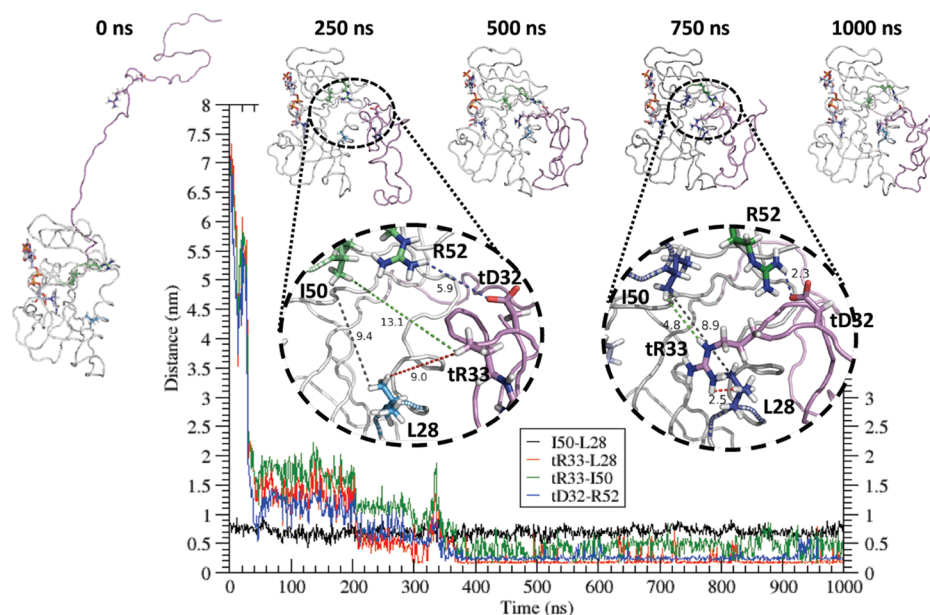 0 ns
250 ns
500 ns
750 ns
1000 ns
R52
tD32
I50
5.9
13.1
9.4
9.0
tR33
L28
R52
2.3
I50
tD32
4.8
8.9
tR33
2.5
L28
Distance (nm)
8
7.5
7
6.5
6
5.5
5
4.5
4
3.5
3
2.5
2
1.5
1
0.5
0
3
2.5
2
1.5
1
0.5
0
I50-L28
tR33-L28
tR33-I50
tD32-R52
0 100 200 300 400 500 600 700 800 900 1000
Time (ns)